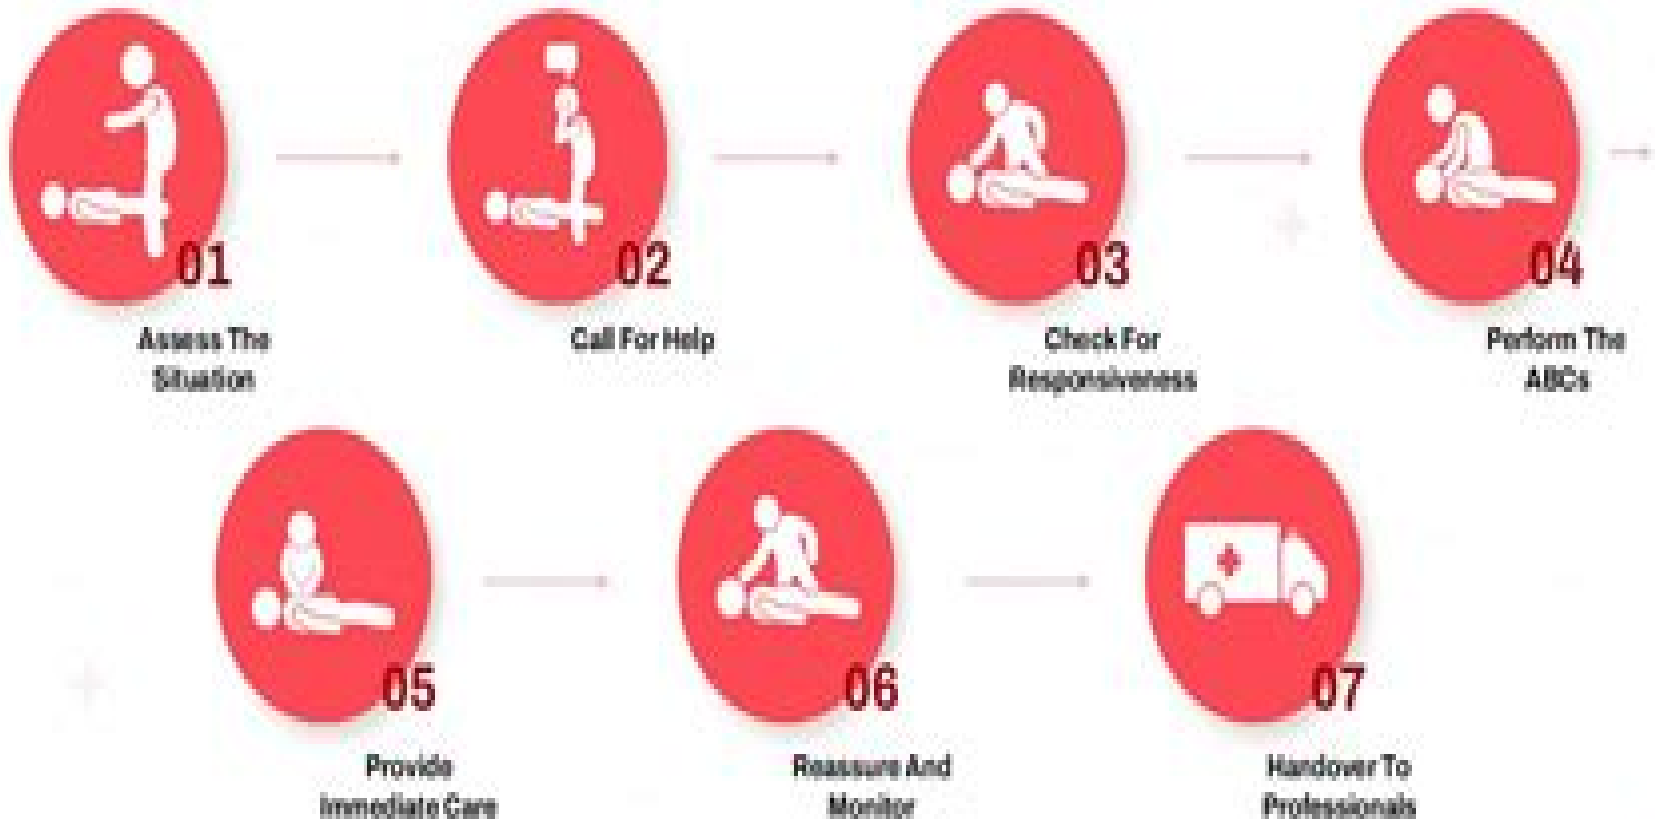 01
Assess The
Situation
02
Call For Help
03
Check For
Responsiveness
04
Perform The
ABCs
05
Provide
Immediate Care
06
Reassure And
Monitor
07
Handover To
Professionals